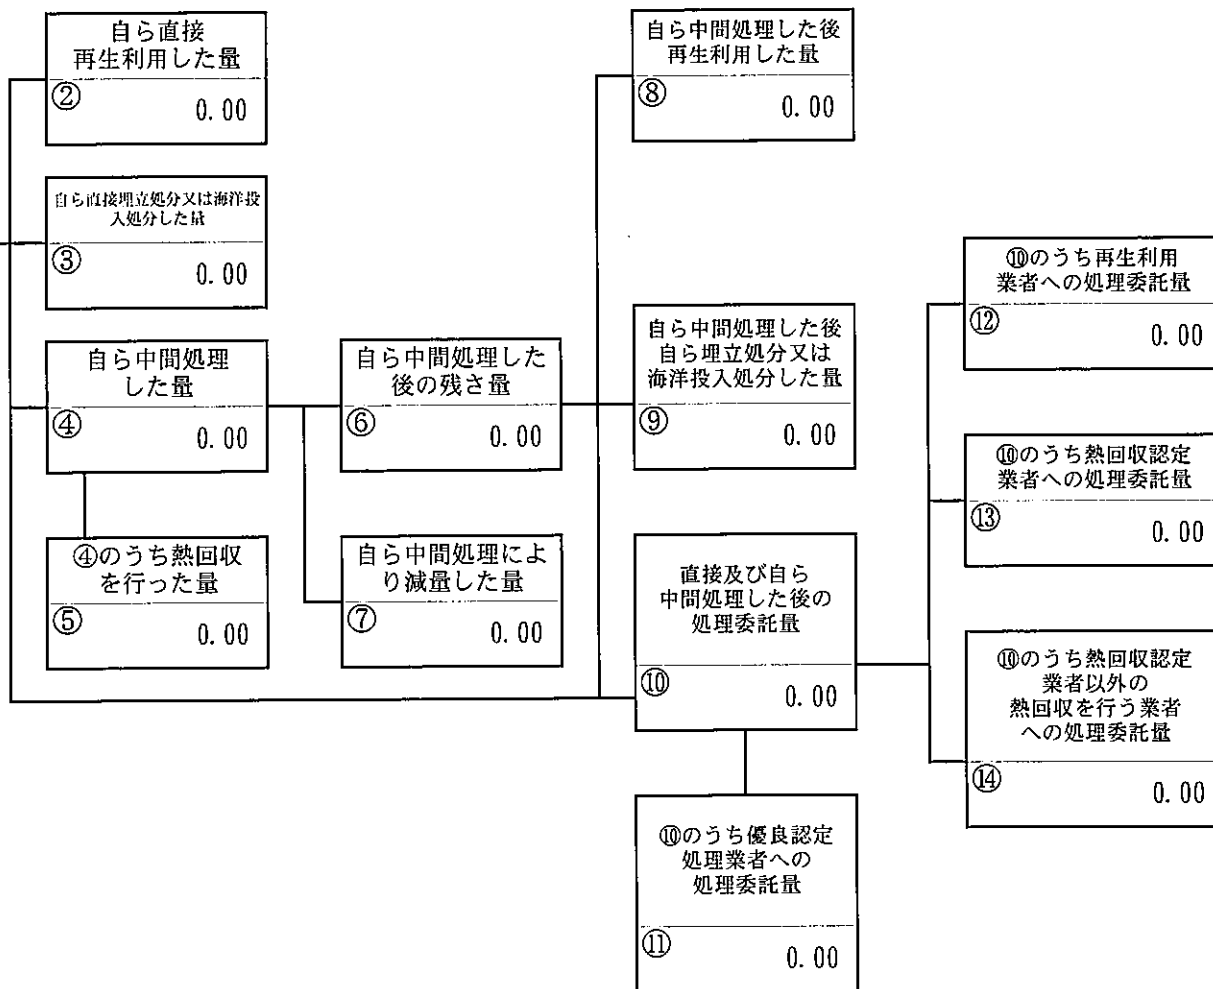 自ら直接
再生利用した量
②
0.00
自ら直接埋立処分又は海洋投
入処分した量
③
0.00
自ら中間処理
した量
④
0.00
④のうち熱回収
を行った量
⑤
0.00
自ら中間処理した
後の残さ量
⑥
0.00
自ら中間処理によ
り減量した量
⑦
0.00
自ら中間処理した後
再生利用した量
⑧
0.00
自ら中間処理した後
自ら埋立処分又は
海洋投入処分した量
⑨
0.00
直接及び自ら
中間処理した後の
処理委託量
⑩
0.00
⑩のうち優良認定
処理業者への
処理委託量
⑪
0.00
⑩のうち再生利用
業者への処理委託量
⑫
0.00
⑩のうち熱回収認定
業者への処理委託量
⑬
0.00
⑩のうち熱回収認定
業者以外の
熱回収を行う業者
への処理委託量
⑭
0.00